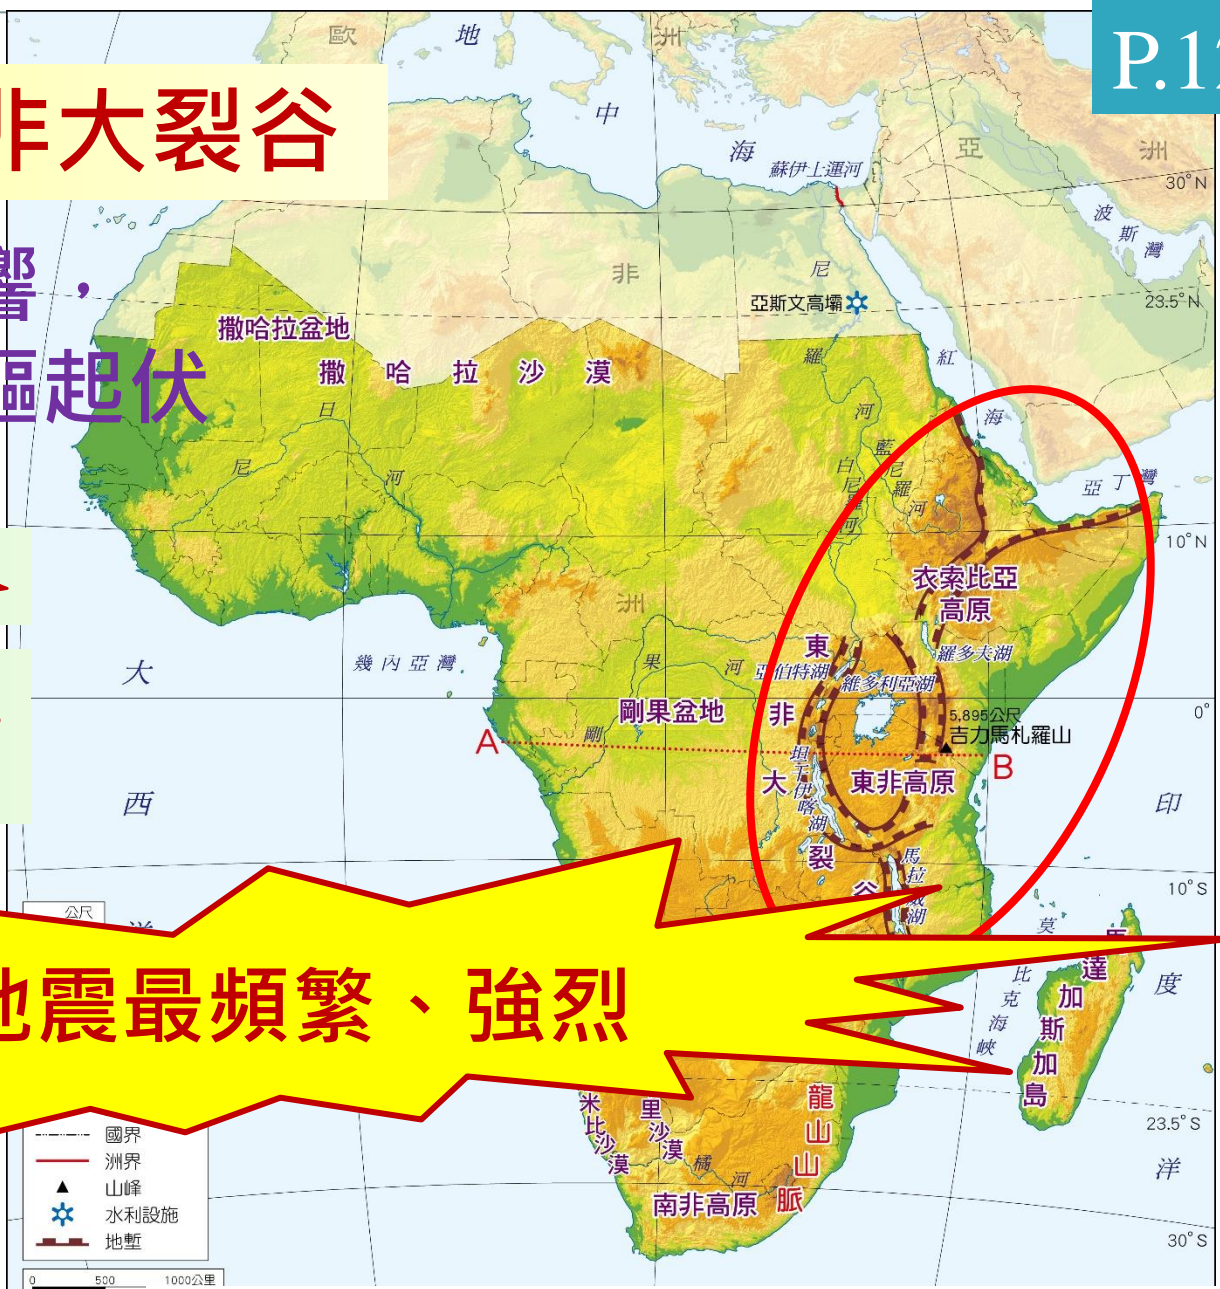 P.12
非大裂谷
響，
區起伏
地震最頻繁、強烈
歐
地
洲
中
海
蘇伊士運河
亞
洲
30°N
波斯灣
23.5°N
非
尼
亞斯文高壩
撒哈拉盆地
撒哈拉沙漠
羅
河
紅
海
日
尼
河
藍尼羅河
白尼羅河
亞丁灣
10°N
衣索比亞
高原
洲
大
幾內亞灣
果
河
東
亞伯特湖
羅多夫湖
維多利亞湖
剛果盆地
非
5,895公尺
吉力馬札羅山
0°
A
剛
B
坦干伊喀湖
大
東非高原
西
印
裂
馬拉威湖
谷
10°S
公尺
洋
莫
比
克
海
峽
馬達加斯加島
度
米比沙漠
里沙漠
龍山山脈
橘
河
南非高原
23.5°S
洋
30°S
國界
洲界
山峰
水利設施
地塹
0 500 1000公里